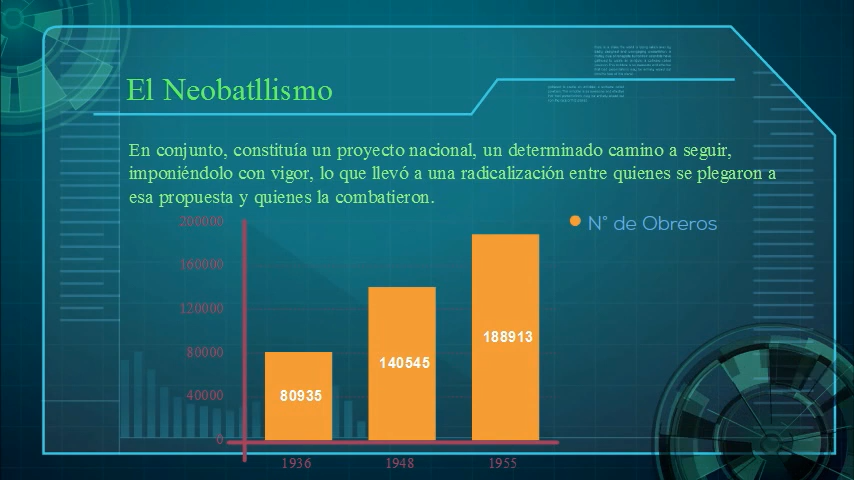 El Neobatllismo
En conjunto, constituía un proyecto nacional, un determinado camino a seguir,
imponiéndolo con vigor, lo que llevó a una radicalización entre quienes se plegaron a
esa propuesta y quienes la combatieron.
N° de Obreros
200000
160000
120000
80000
40000
0
80935
140545
188913
1936
1948
1955